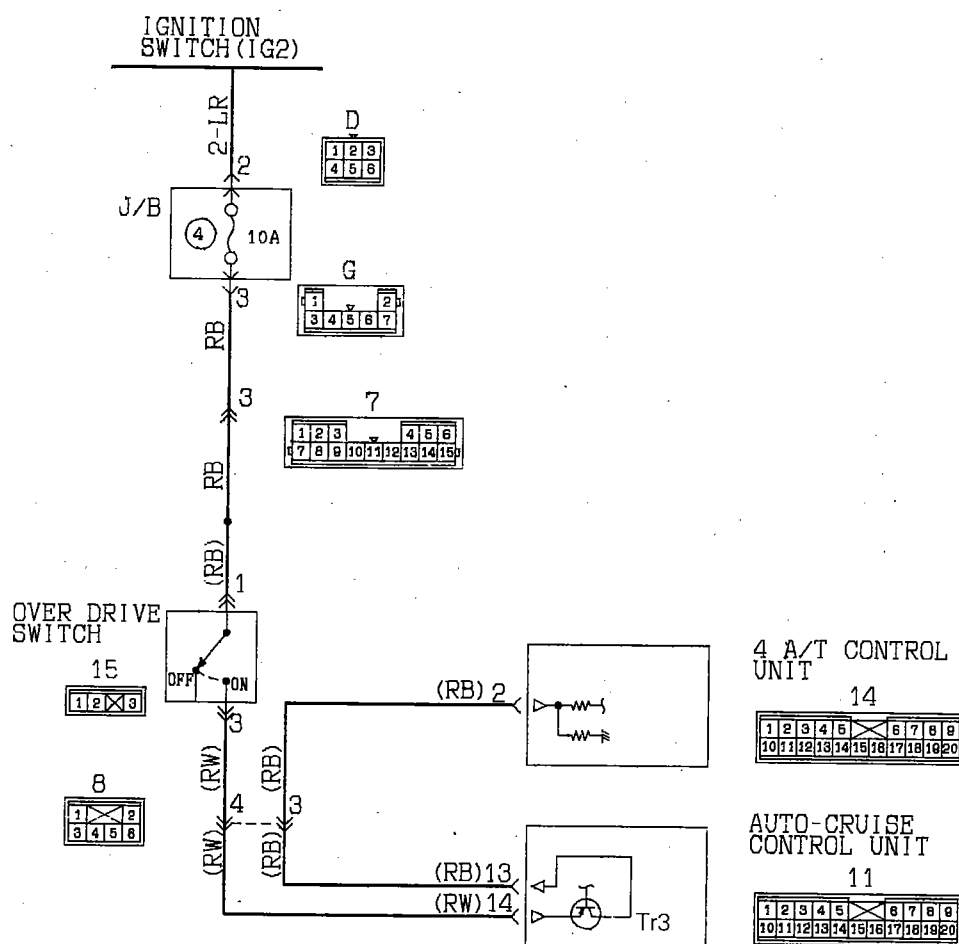 IGNITION
SWITCH(IG2)
2-LR
2
D
1 2 3
4 5 6
J/B
4
10A
3
G
1 2
3 4 5 6 7
RB
3
7
1 2 3 4 5 6
7 8 9 10 11 12 13 14 15
RB
(RB)
1
OVER DRIVE
SWITCH
OFF
ON
15
1 2 3
3
(RB) 2
4 A/T CONTROL
UNIT
14
1 2 3 4 5 6 7 8 9
10 11 12 13 14 15 16 17 18 19 20
(RW)
(RB)
8
1 2
3 4 5 6
4
3
(RW)
(RB)
AUTO-CRUISE
CONTROL UNIT
11
1 2 3 4 5 6 7 8 9
10 11 12 13 14 15 16 17 18 19 20
(RB)13
(RW)14
Tr3